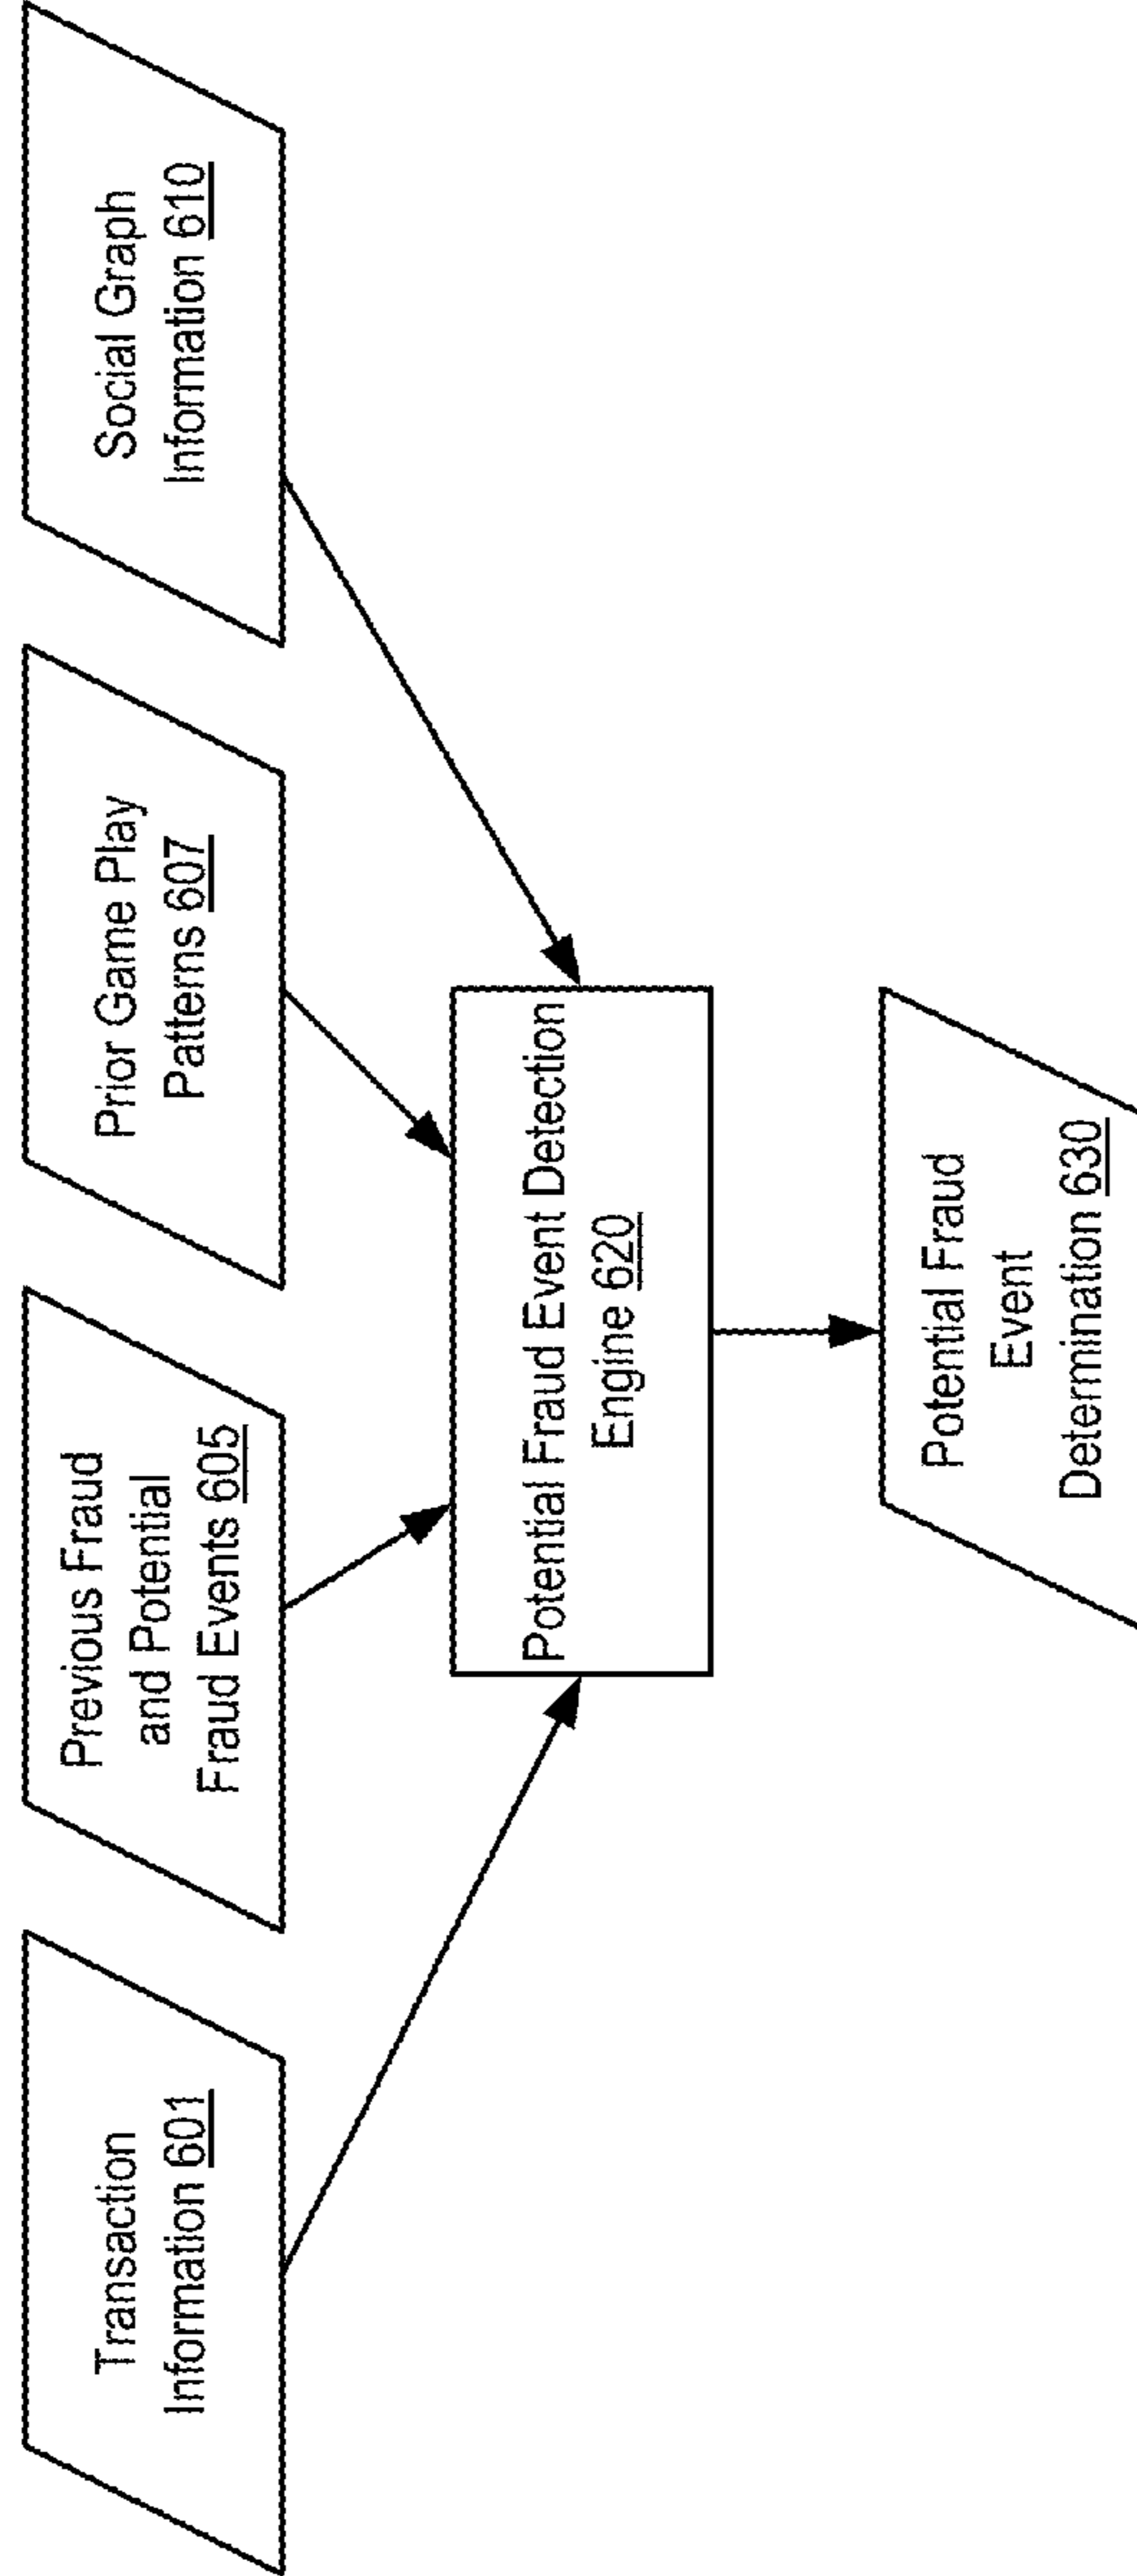 Transaction
Information 601
Previous Fraud
and Potential
Fraud Events 605
Prior Game Play
Patterns 607
Social Graph
Information 610
Potential Fraud Event Detection
Engine 620
Potential Fraud
Event
Determination 630